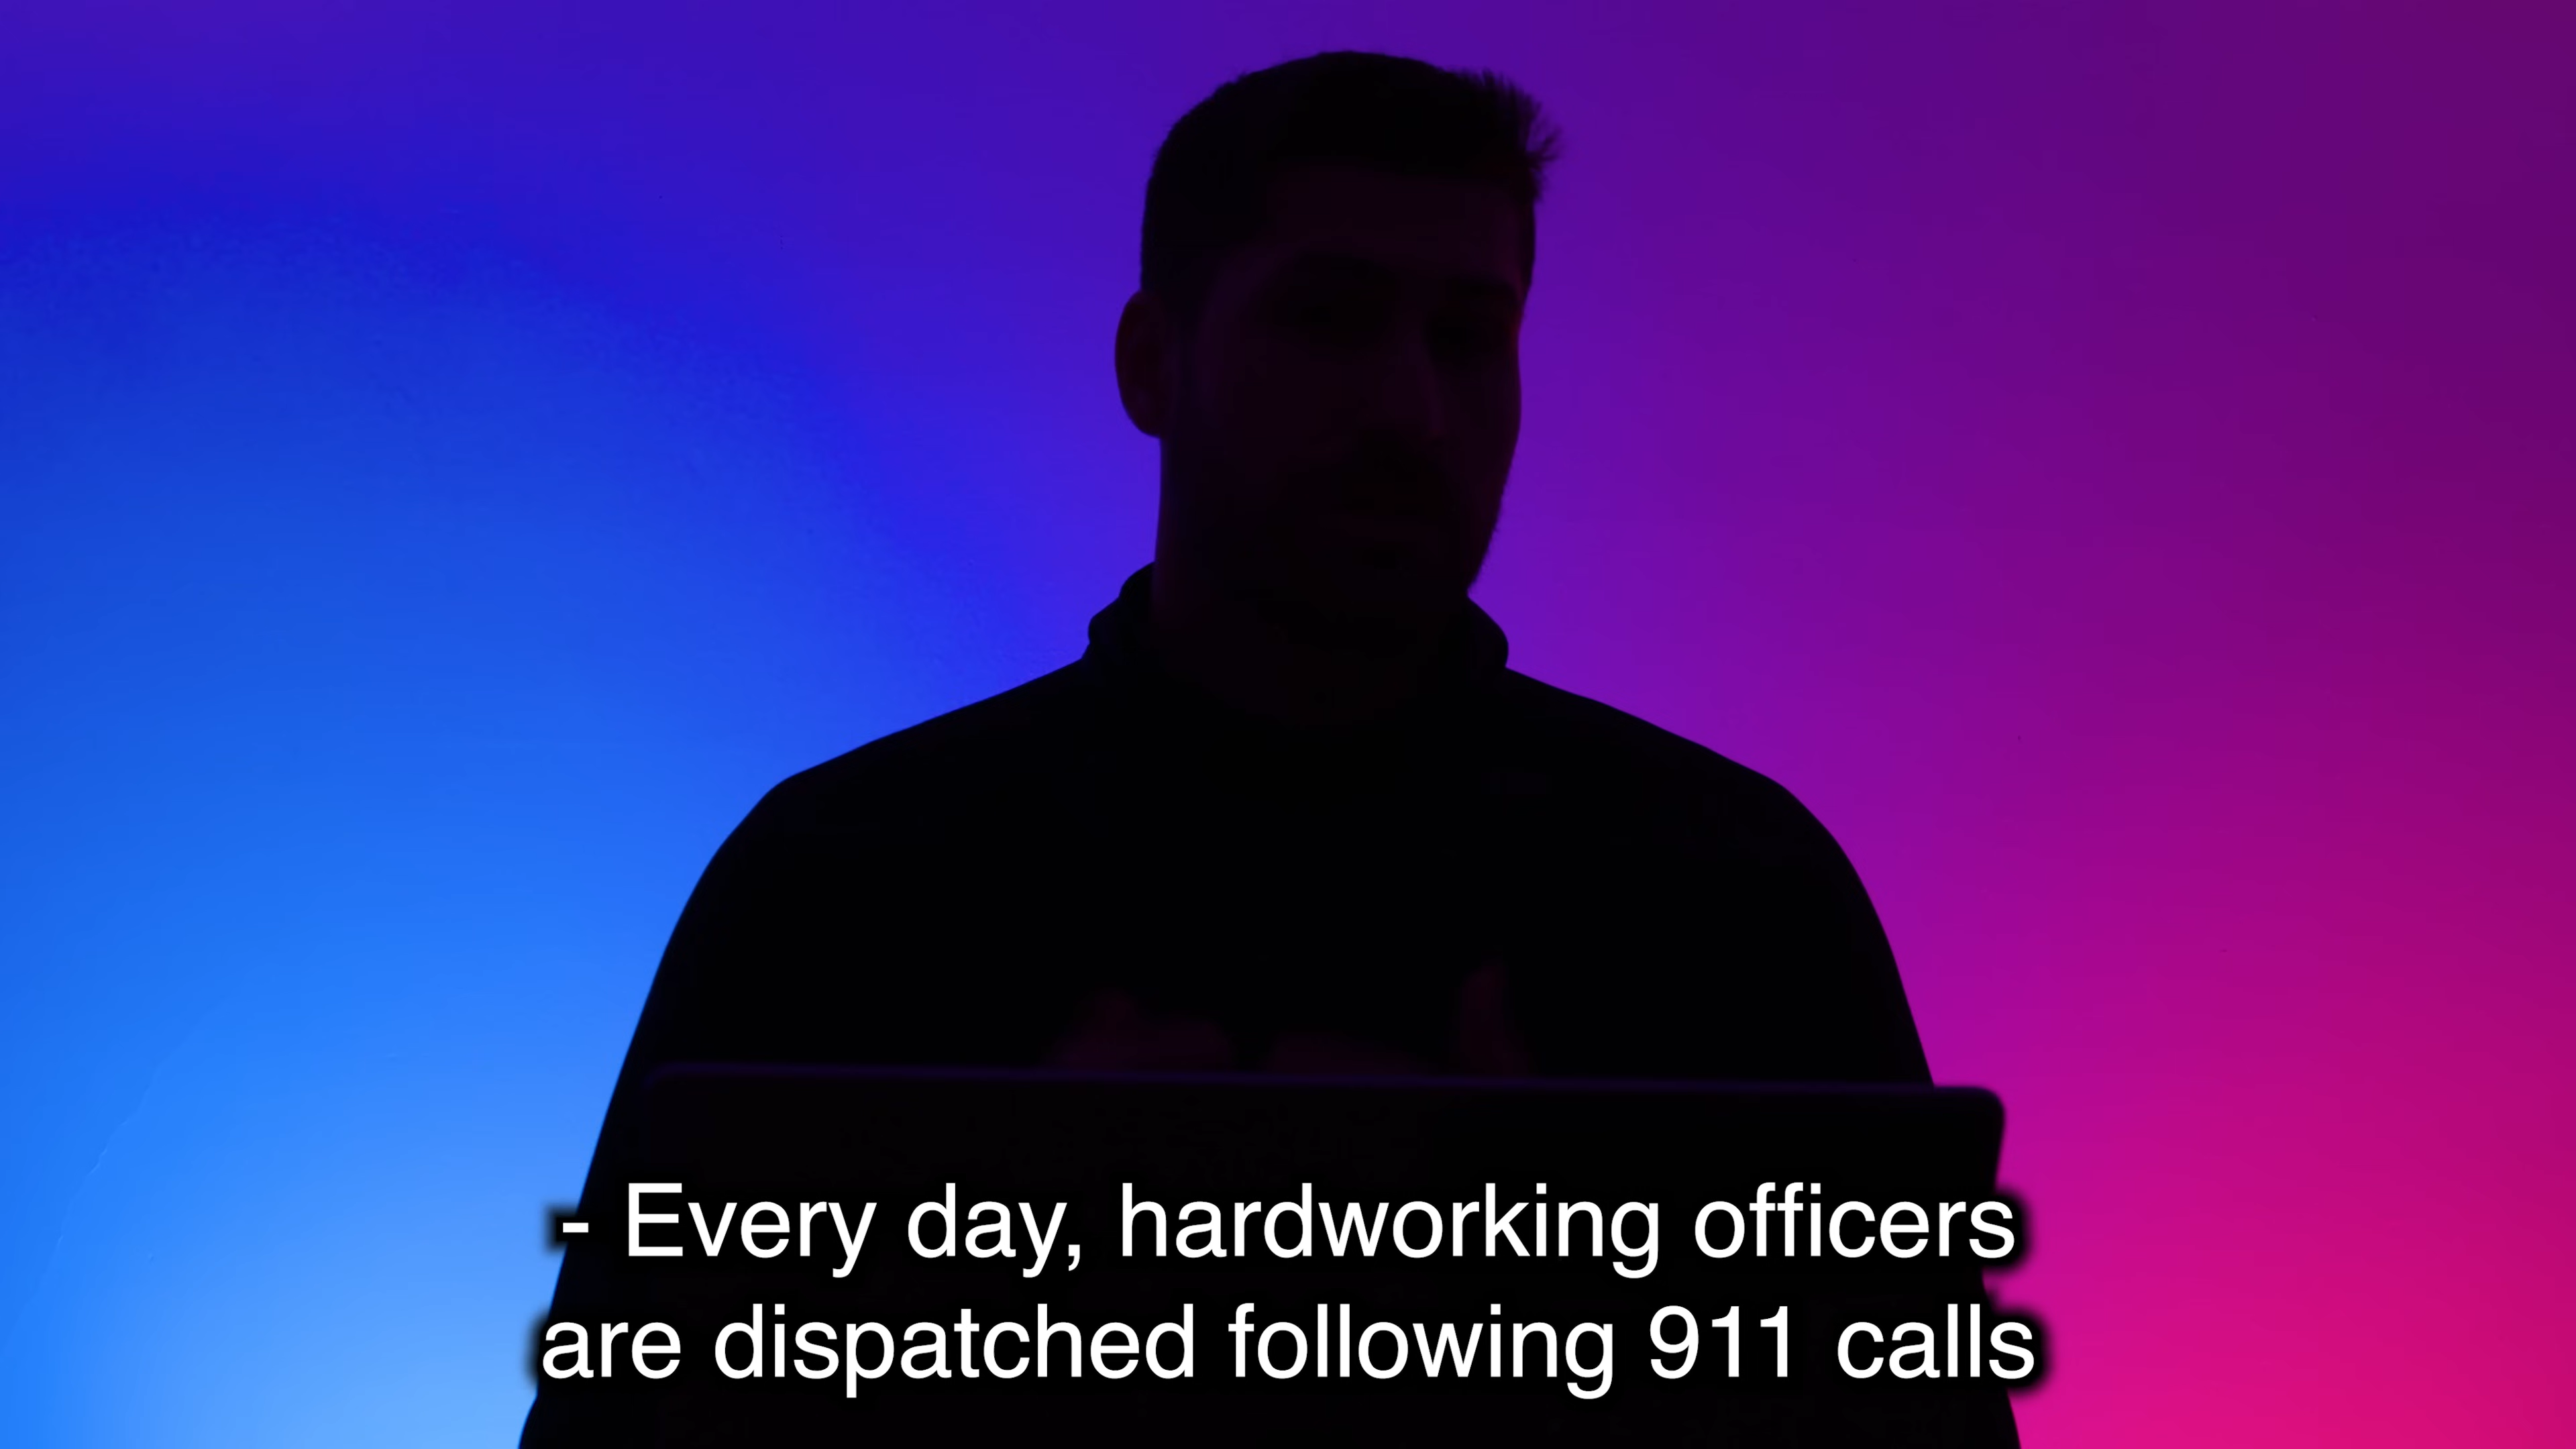 - Every day, hardworking officers
are dispatched following 911 calls